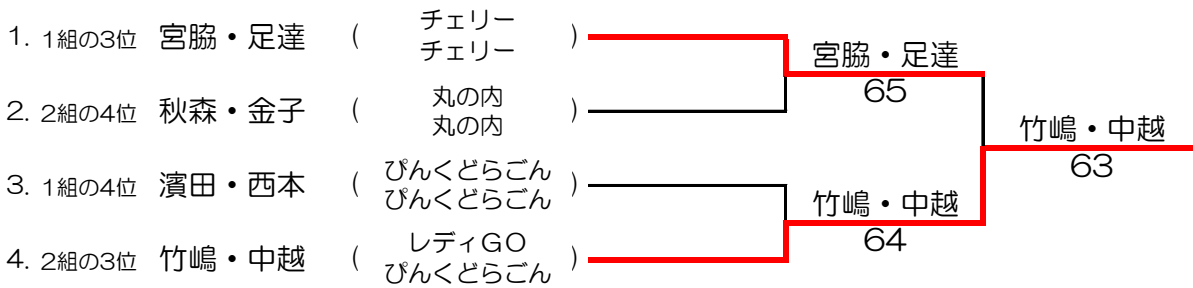 1. 1組の3位 宮脇・足達 ( チェリー
チェリー )
宮脇・足達
65
2. 2組の4位 秋森・金子 ( 丸の内
丸の内 )
竹嶋・中越
63
3. 1組の4位 濱田・西本 ( ぴんくどらごん
ぴんくどらごん )
竹嶋・中越
64
4. 2組の3位 竹嶋・中越 ( レディGO
ぴんくどらごん )